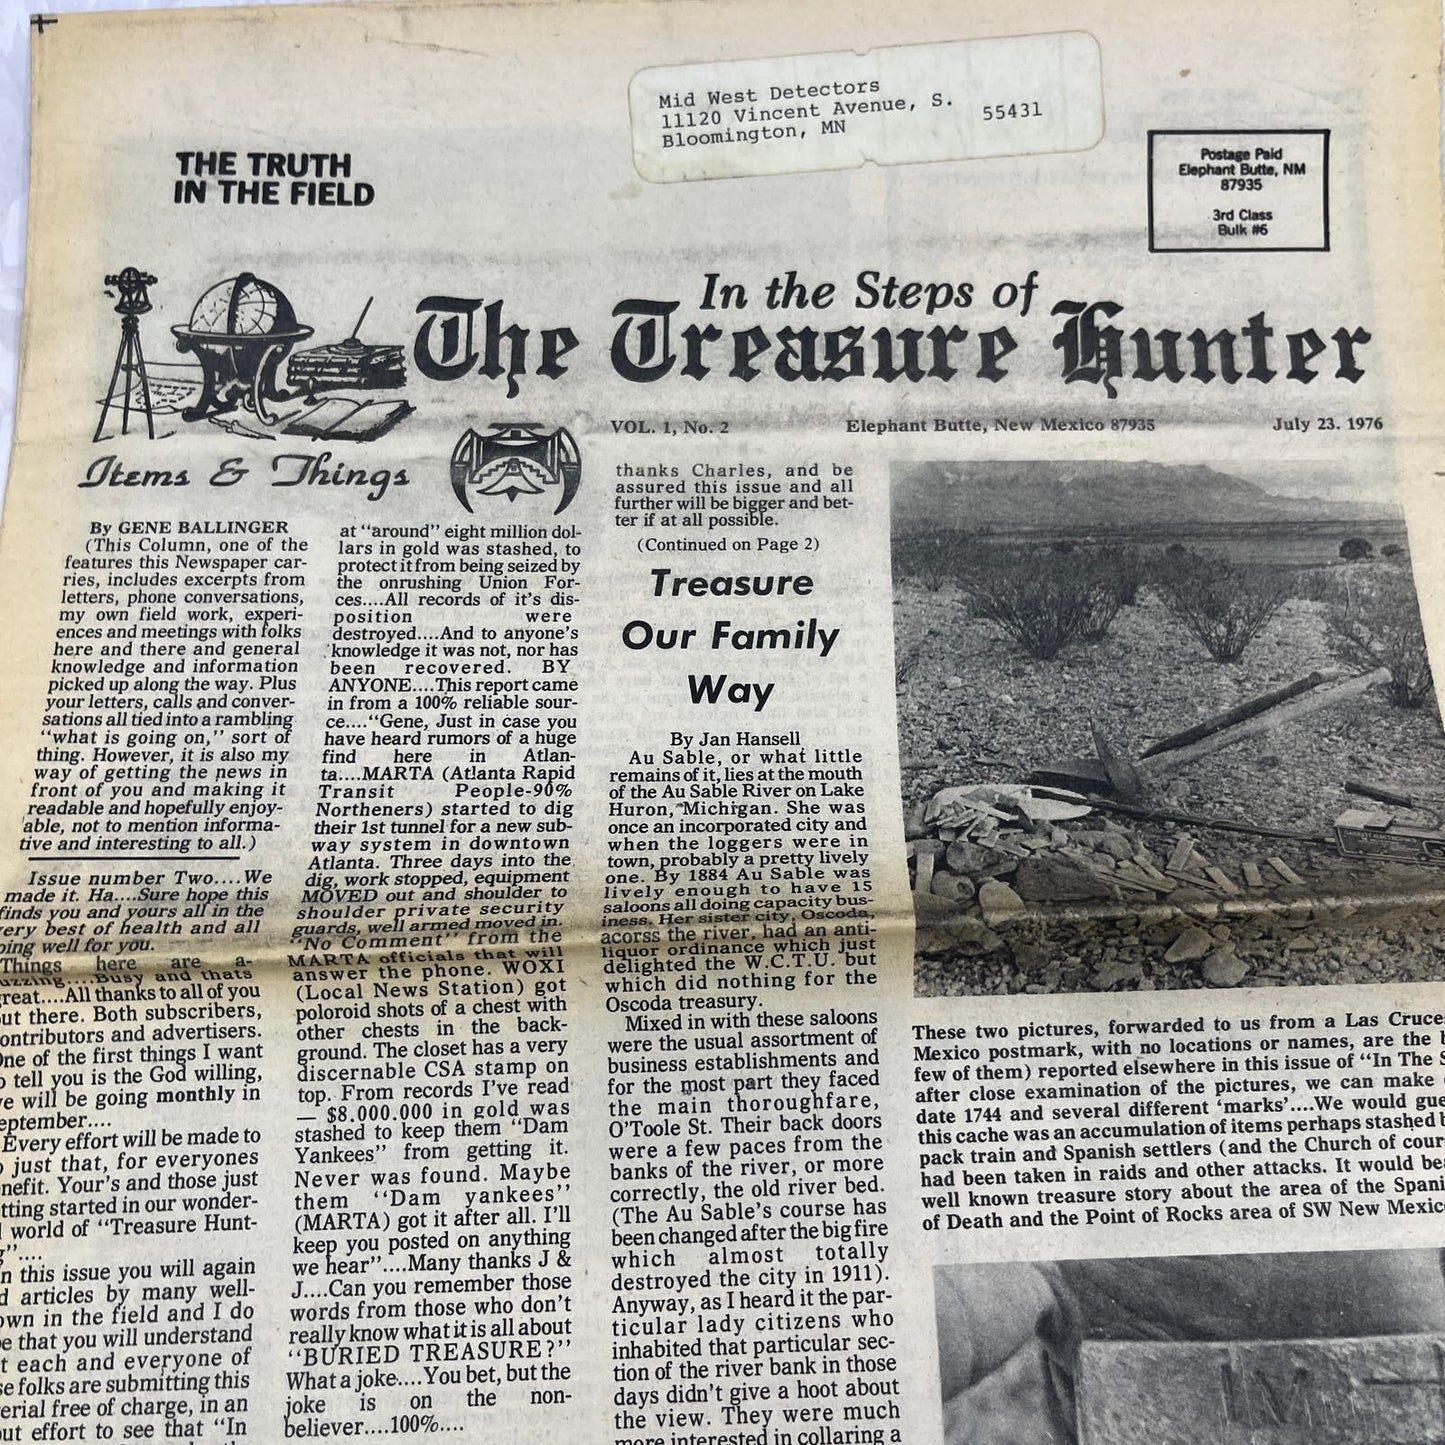 Mid West Detectors
11120 Vincent Avenue, S.
Bloomington, MN 55431
THE TRUTH
IN THE FIELD
Postage Paid
Elephant Butte, NM
87935
3rd Class
Bulk #6
In the Steps of
The Treasure Hunter
VOL. 1, No. 2 Elephant Butte, New Mexico 87935 July 23. 1976
Items & Things
By GENE BALLINGER
(This Column, one of the
features this Newspaper car-
ries, includes excerpts from
letters, phone conversations,
my own field work, experi-
ences and meetings with folks
here and there and general
knowledge and information
picked up along the way. Plus
your letters, calls and conver-
sations all tied into a rambling
"what is going on," sort of
thing. However, it is also my
way of getting the news in
front of you and making it
readable and hopefully enjoy-
able, not to mention informa-
tive and interesting to all.)
Issue number Two....We
made it. Ha....Sure hope this
finds you and yours all in the
very best of health and all
oing well for you.
Things here are a-
uzzing....Busy and thats
reat....All thanks to all of you
out there. Both subscribers,
ontributors and advertisers.
One of the first things I want
o tell you is the God willing,
ve will be going monthly in
eptember....
Every effort will be made to
o just that, for everyones
nefit. Your's and those just
tting started in our wonder-
l world of "Treasure Hunt-
g"....
n this issue you will again
d articles by many well-
own in the field and I do
e that you will understand
t each and everyone of
se folks are submitting this
erial free of charge, in an
out effort to see that "In
at "around" eight million dol-
lars in gold was stashed, to
protect it from being seized by
the onrushing Union For-
ces....All records of it's dis-
position were
destroyed....And to anyone's
knowledge it was not, nor has
been recovered. BY
ANYONE....This report came
in from a 100% reliable sour-
ce...."Gene, Just in case you
have heard rumors of a huge
find here in Atlan-
ta....MARTA (Atlanta Rapid
Transit People-90%
Northeners) started to dig
their 1st tunnel for a new sub-
way system in downtown
Atlanta. Three days into the
dig, work stopped, equipment
MOVED out and shoulder to
shoulder private security
guards, well armed moved in.
"No Comment" from the
MARTA officials that will
answer the phone. WOXI
(Local News Station) got
poloroid shots of a chest with
other chests in the back-
ground. The closet has a very
discernable CSA stamp on
top. From records I've read
— $8.000.000 in gold was
stashed to keep them "Dam
Yankees" from getting it.
Never was found. Maybe
them "Dam yankees"
(MARTA) got it after all. I'll
keep you posted on anything
we hear"....Many thanks J &
J....Can you remember those
words from those who don't
really know what it is all about
"BURIED TREASURE?"
What a joke....You bet, but the
joke is on the non-
believer....100%....
thanks Charles, and be
assured this issue and all
further will be bigger and bet-
ter if at all possible.
(Continued on Page 2)
Treasure
Our Family
Way
By Jan Hansell
Au Sable, or what little
remains of it, lies at the mouth
of the Au Sable River on Lake
Huron, Michigan. She was
once an incorporated city and
when the loggers were in
town, probably a pretty lively
one. By 1884 Au Sable was
lively enough to have 15
saloons all doing capacity bus-
iness. Her sister city, Oscoda,
acorss the river, had an anti-
liquor ordinance which just
delighted the W.C.T.U. but
which did nothing for the
Oscoda treasury.
Mixed in with these saloons
were the usual assortment of
business establishments and
for the most part they faced
the main thoroughfare,
O'Toole St. Their back doors
were a few paces from the
banks of the river, or more
correctly, the old river bed.
(The Au Sable's course has
been changed after the big fire
which almost totally
destroyed the city in 1911).
Anyway, as I heard it the par-
ticular lady citizens who
inhabited that particular sec-
tion of the river bank in those
days didn't give a hoot about
the view. They were much
more interested in collaring a
These two pictures, forwarded to us from a Las Cruce
Mexico postmark, with no locations or names, are the
few of them) reported elsewhere in this issue of "In The S
after close examination of the pictures, we can make
date 1744 and several different 'marks'....We would gue
this cache was an accumulation of items perhaps stashed
pack train and Spanish settlers (and the Church of cour
had been taken in raids and other attacks. It would be
well known treasure story about the area of the Spani
of Death and the Point of Rocks area of SW New Mexic